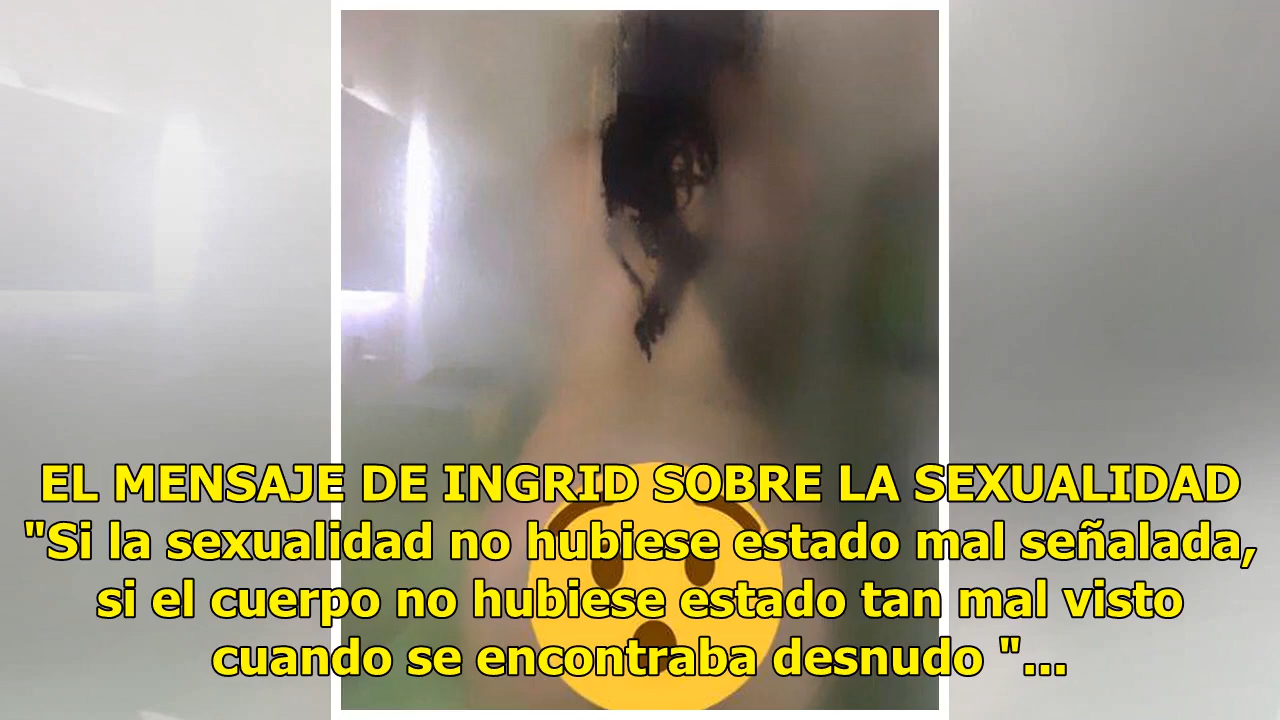 EL MENSAJE DE INGRID SOBRE LA SEXUALIDAD
"Si la sexualidad no hubiese estado mal señalada,
si el cuerpo no hubiese estado tan mal visto
cuando se encontraba desnudo "...